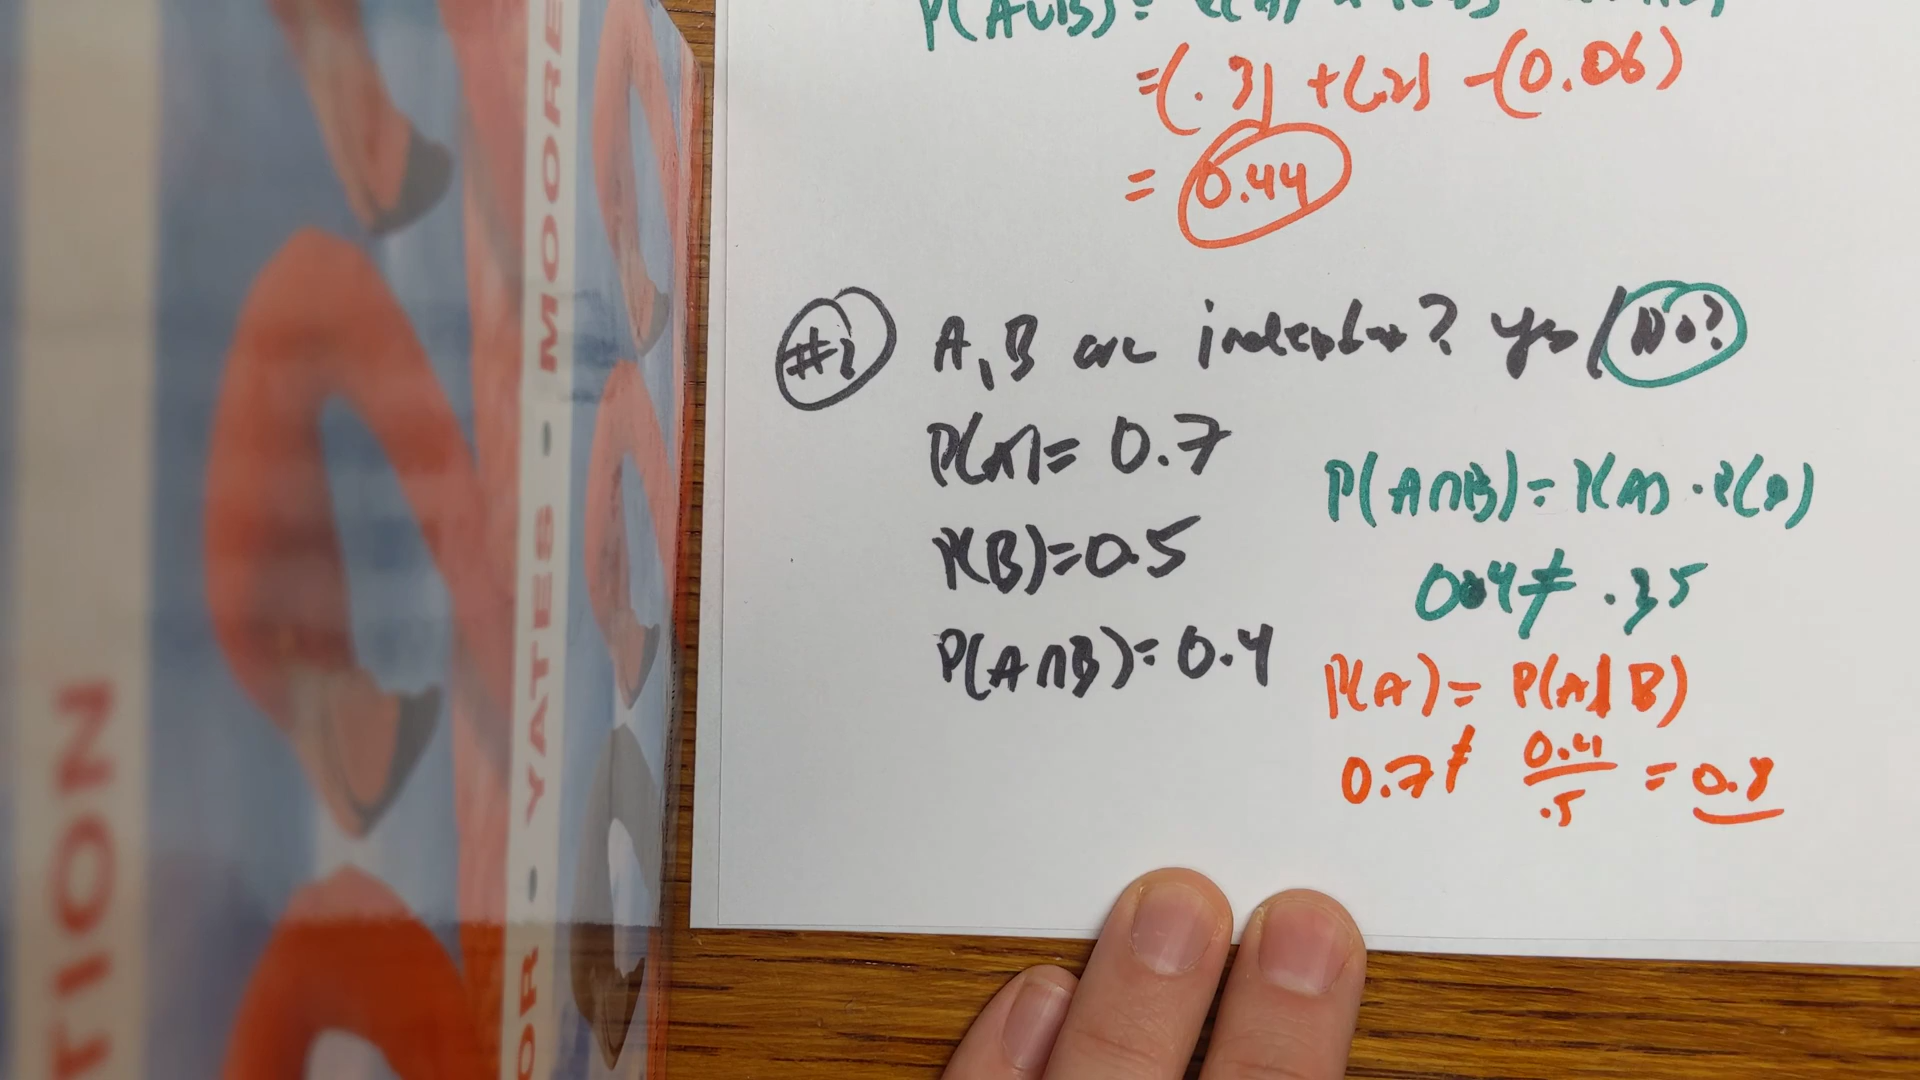 TION
OR • YATES • MOORE
P(A∪B) =
=(.3) +(.2) -(0.06)
= 0.44
#2 A, B are independent? yes/No?
P(A)= 0.7
P(B)=0.5
P(A∩B)= 0.4
P(A∩B)= P(A) · P(B)
0.4 ≠ .35
P(A)= P(A|B)
0.7 ≠ 0.4/.5 = 0.8